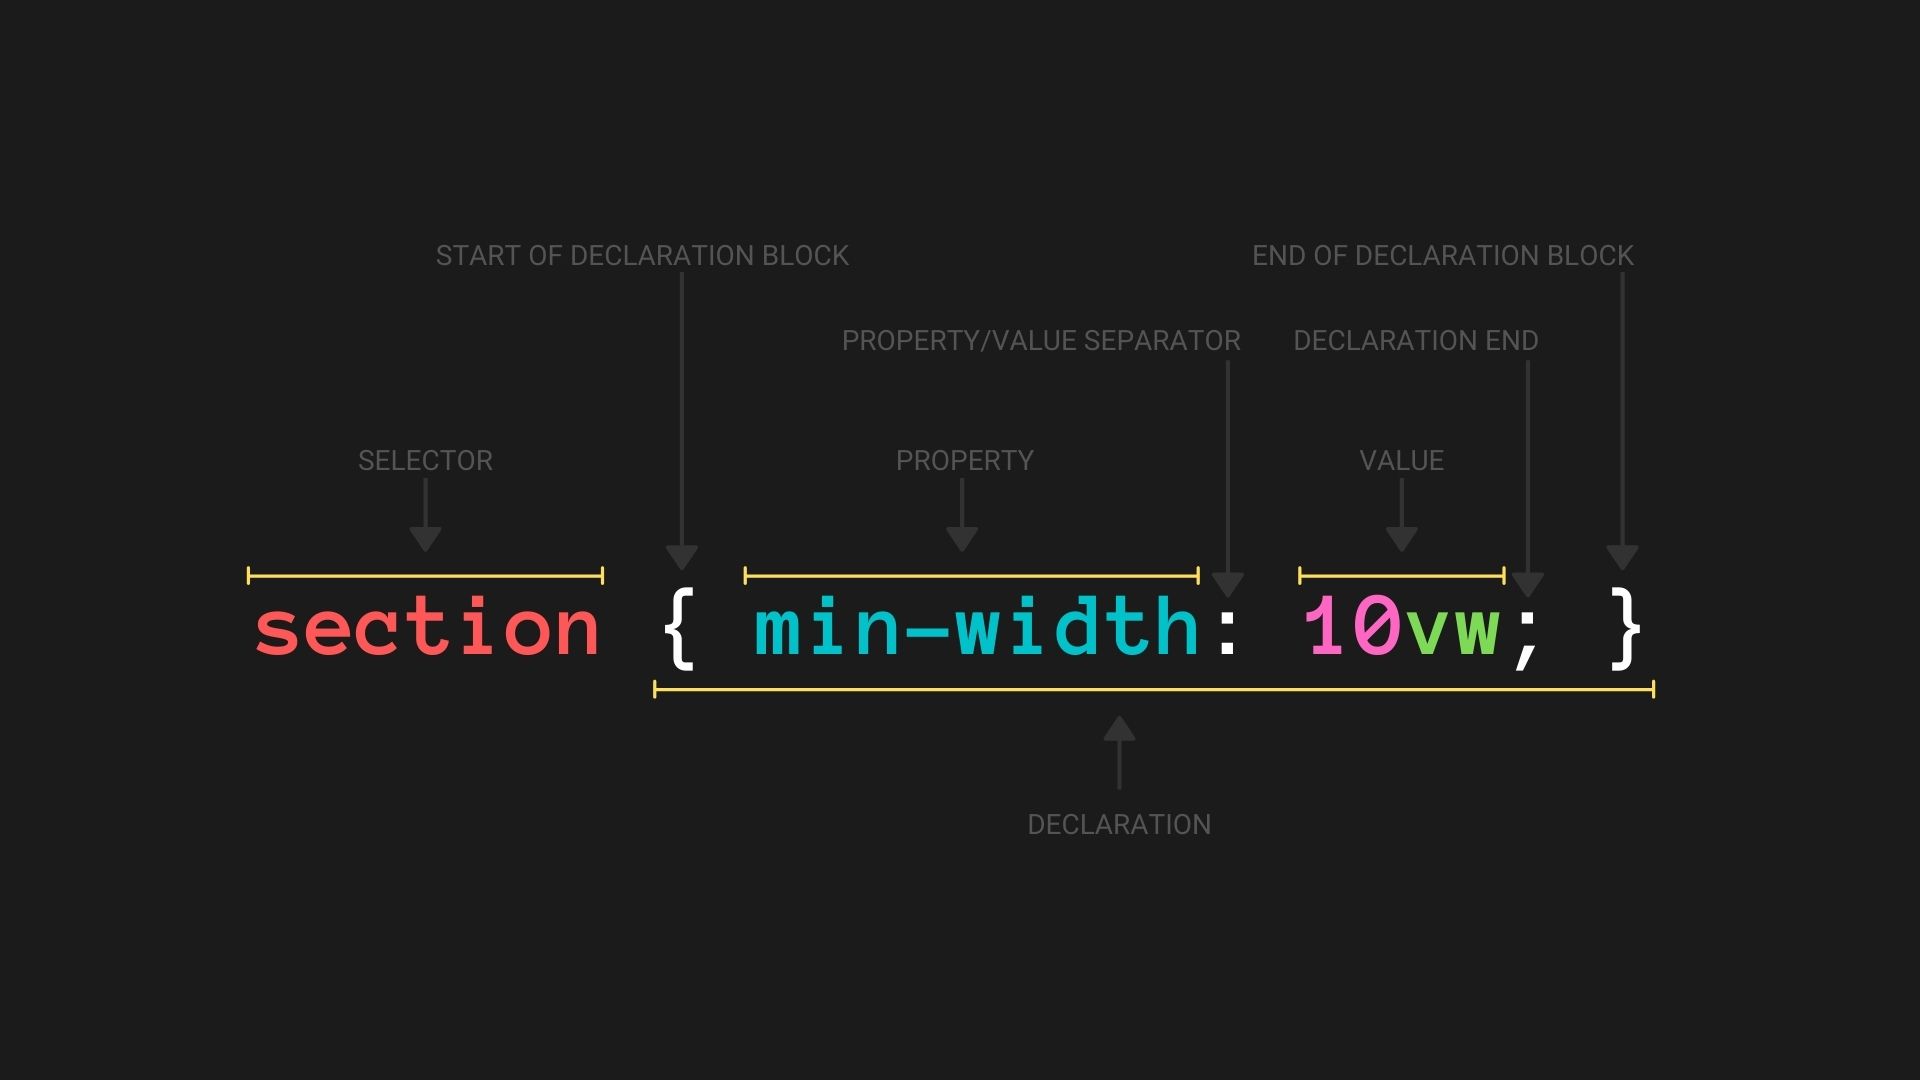 START OF DECLARATION BLOCK
END OF DECLARATION BLOCK
PROPERTY/VALUE SEPARATOR
DECLARATION END
SELECTOR
PROPERTY
VALUE
section { min-width: 10vw; }
DECLARATION